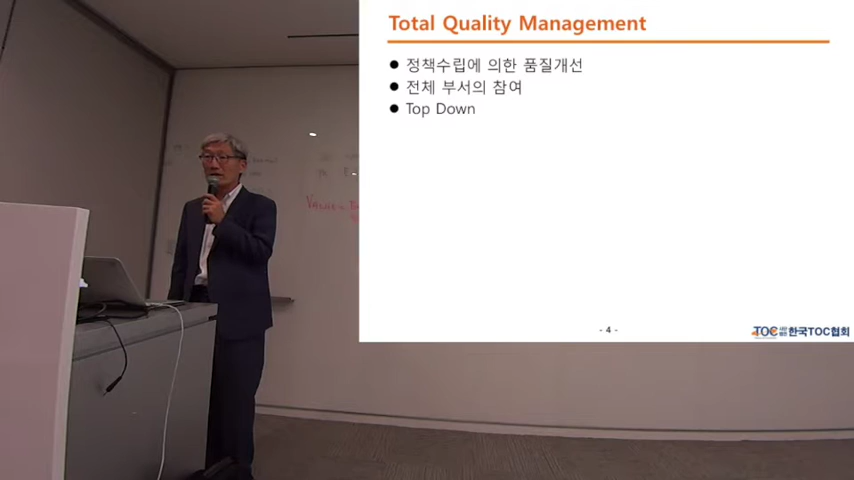 Total Quality Management
● 정책수립에 의한 품질개선
● 전체 부서의 참여
● Top Down
- 4 -
TOC 한국TOC협회